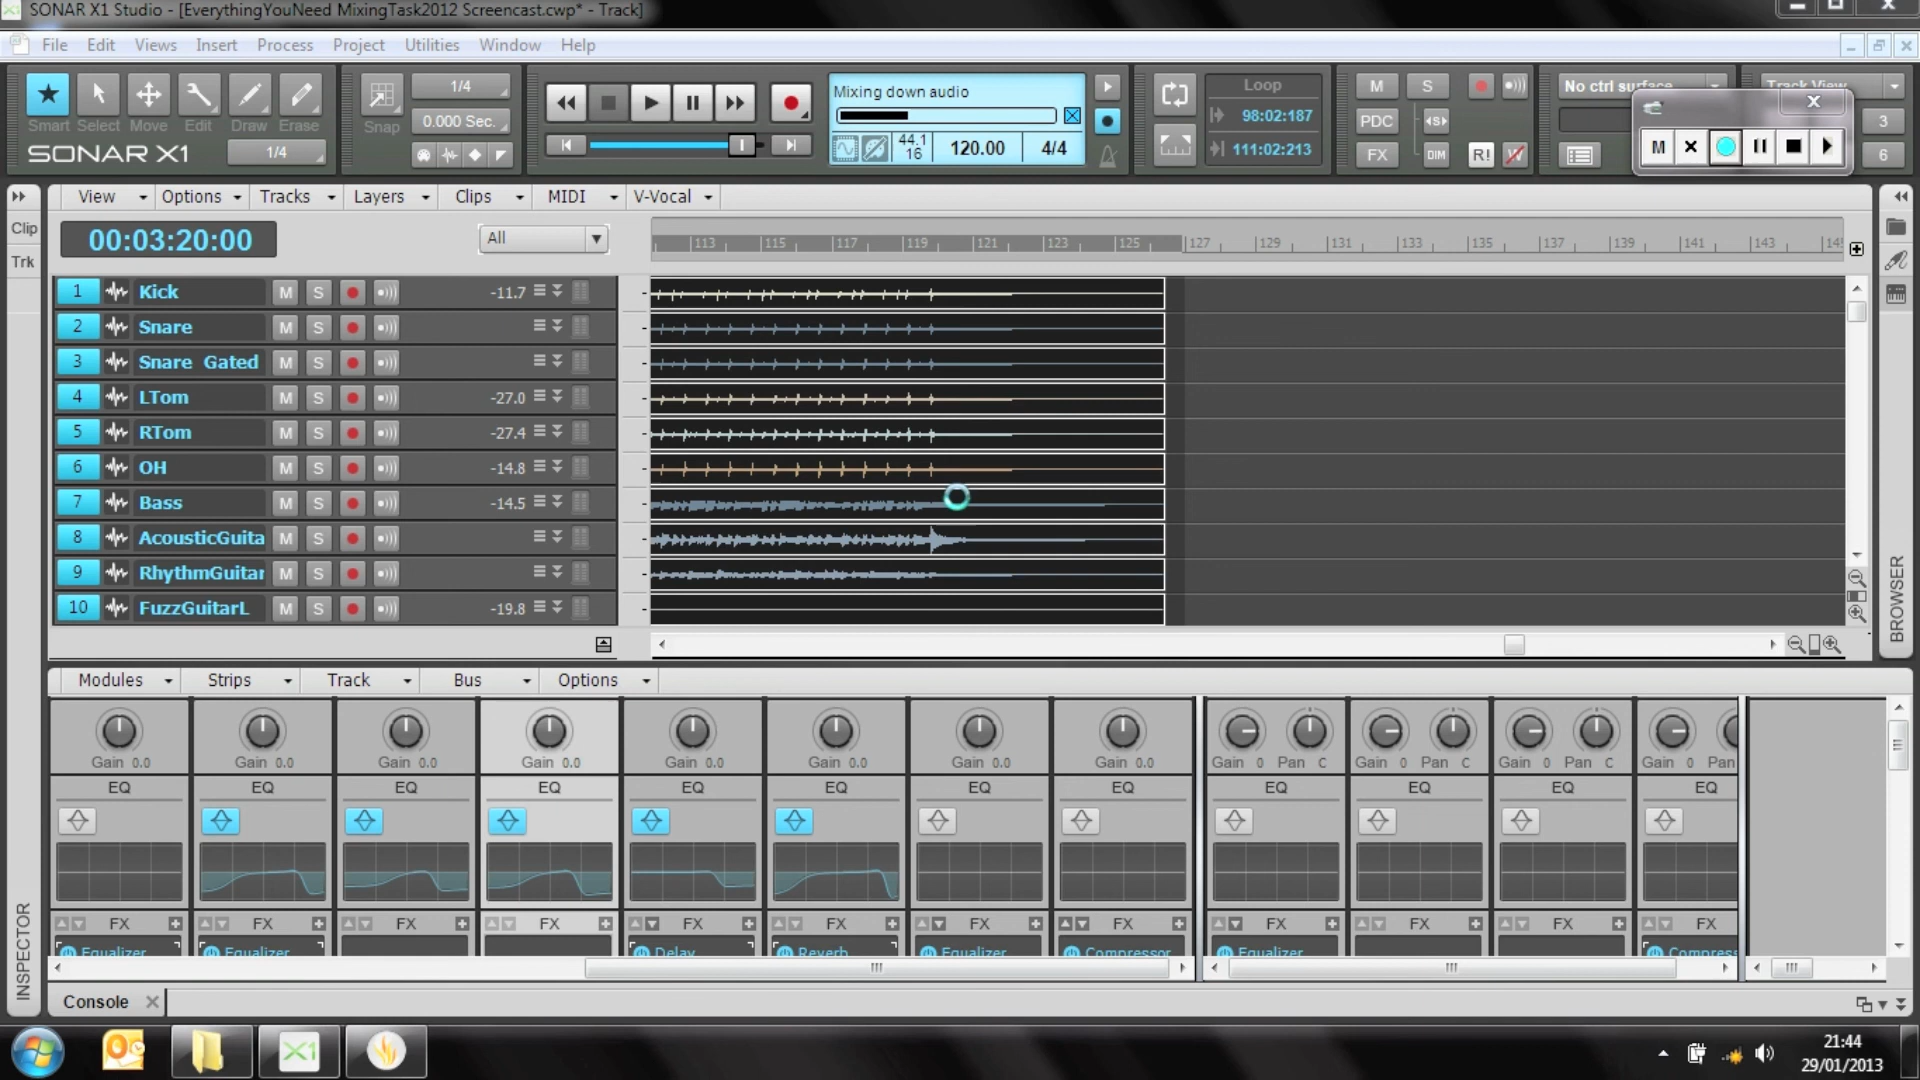 SONAR X1 Studio - [EverythingYouNeed MixingTask2012 Screencast.cwp* - Track]
File Edit Views Insert Process Project Utilities Window Help
Smart Select Move Edit Draw Erase
Snap
1/4
0.000 Sec.
SONAR X1
1/4
Mixing down audio
44.1
16
120.00
4/4
Loop
98:02:187
111:02:213
M S
PDC
FX
DIM
R!
W
No ctrl surface
Track View
M
3
6
View Options Tracks Layers Clips MIDI V-Vocal
Clip
Trk
00:03:20:00
All
113 115 117 119 121 123 125 127 129 131 133 135 137 139 141 143
1 Kick M S -11.7
2 Snare M S
3 Snare Gated M S
4 LTom M S -27.0
5 RTom M S -27.4
6 OH M S -14.8
7 Bass M S -14.5
8 AcousticGuita M S
9 RhythmGuitar M S
10 FuzzGuitarL M S -19.8
BROWSER
Modules Strips Track Bus Options
Gain 0.0 Gain 0.0 Gain 0.0 Gain 0.0 Gain 0.0 Gain 0.0 Gain 0.0 Gain 0.0 Gain 0 Pan C Gain 0 Pan C Gain 0 Pan C Gain 0 Pan
EQ EQ EQ EQ EQ EQ EQ EQ EQ EQ EQ EQ
FX FX FX FX FX FX FX FX FX FX FX FX
Equalizer Equalizer Delay Reverb Equalizer Compressor Equalizer Compress
INSPECTOR
Console
X1
21:44
29/01/2013